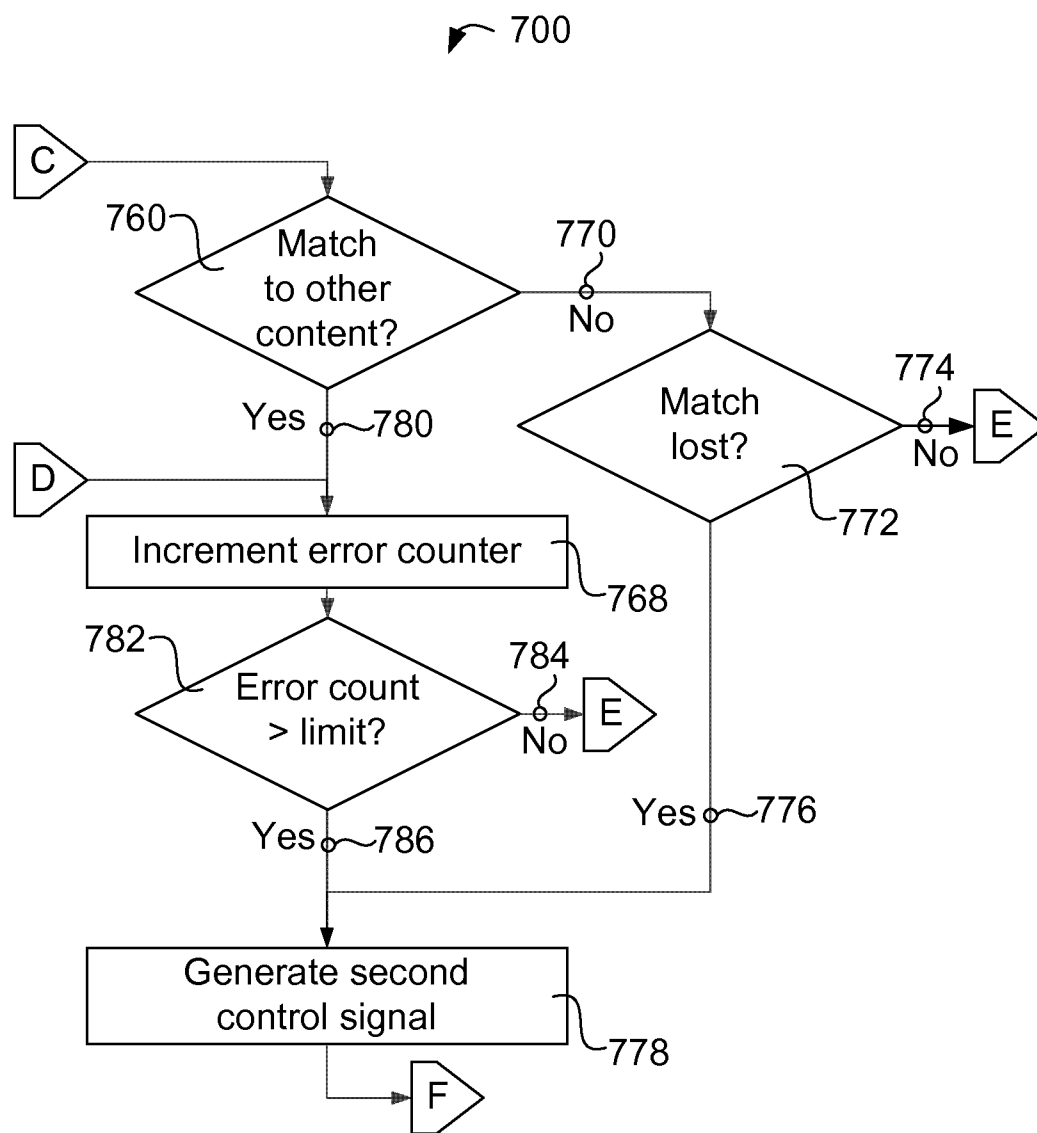 700
C
760
Match
to other
content?
770
No
774
Match
lost?
E
No
Yes
780
772
D
Increment error counter
768
782
Error count
> limit?
784
E
No
Yes
776
Yes
786
Generate second
control signal
778
F